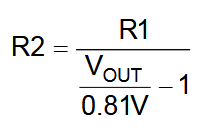 R2 = R1
V_OUT
0.81V − 1